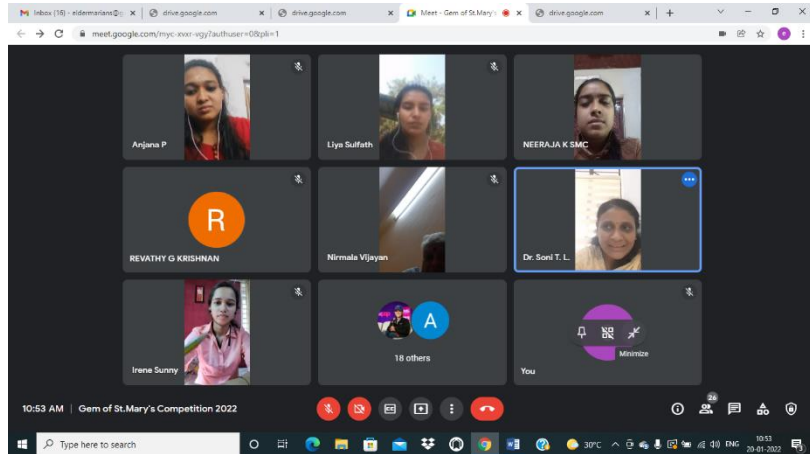 Inbox (16) - eldermarians@g
drive.google.com
drive.google.com
Meet - Gem of St.Mary's
drive.google.com
meet.google.com/myc-xvxr-vgy?authuser=0&pli=1
Anjana P
Liya Sulfath
NEERAJA K SMC
R
REVATHY G KRISHNAN
Nirmala Vijayan
Dr. Soni T. L.
Irene Sunny
A
18 others
Minimize
You
10:53 AM | Gem of St.Mary's Competition 2022
26
Type here to search
30°C
ENG
10:53
20-01-2022